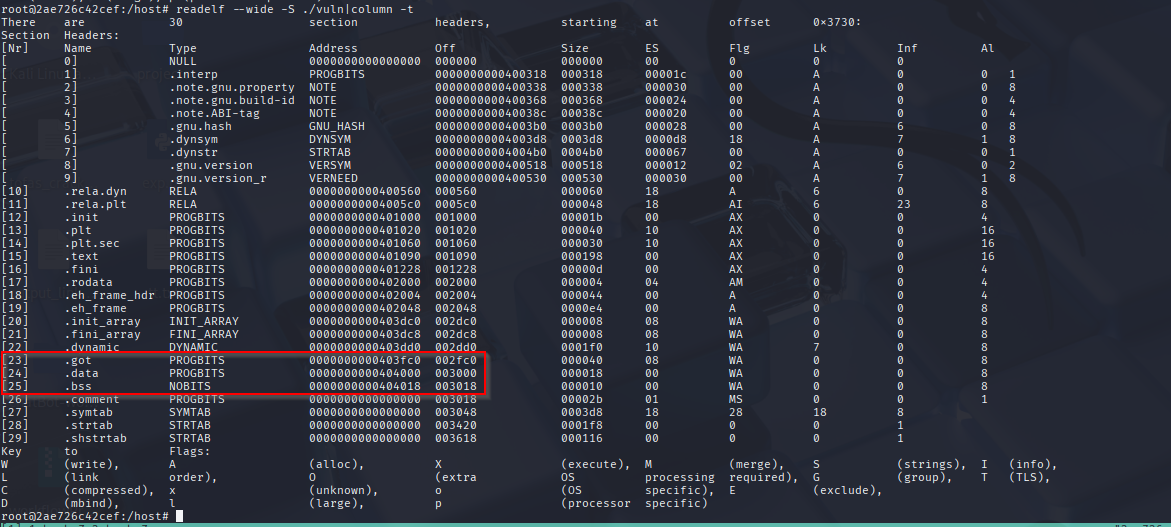 root@2ae726c42cef:/host# readelf --wide -S ./vuln|column -t
There are 30 section headers, starting at offset 0×3730:
Section Headers:
[Nr] Name Type Address Off Size ES Flg Lk Inf Al
[ 0] NULL 0000000000000000 000000 000000 00 0 0 0
[ 1] .interp PROGBITS 0000000000400318 000318 00001c 00 A 0 0 1
[ 2] .note.gnu.property NOTE 0000000000400338 000338 000030 00 A 0 0 8
[ 3] .note.gnu.build-id NOTE 0000000000400368 000368 000024 00 A 0 0 4
[ 4] .note.ABI-tag NOTE 000000000040038c 00038c 000020 00 A 0 0 4
[ 5] .gnu.hash GNU_HASH 00000000004003b0 0003b0 000028 00 A 6 0 8
[ 6] .dynsym DYNSYM 00000000004003d8 0003d8 0000d8 18 A 7 1 8
[ 7] .dynstr STRTAB 00000000004004b0 0004b0 000067 00 A 0 0 1
[ 8] .gnu.version VERSYM 0000000000400518 000518 000012 02 A 6 0 2
[ 9] .gnu.version_r VERNEED 0000000000400530 000530 000030 00 A 7 1 8
[10] .rela.dyn RELA 0000000000400560 000560 000060 18 A 6 0 8
[11] .rela.plt RELA 00000000004005c0 0005c0 000048 18 AI 6 23 8
[12] .init PROGBITS 0000000000401000 001000 00001b 00 AX 0 0 4
[13] .plt PROGBITS 0000000000401020 001020 000040 10 AX 0 0 16
[14] .plt.sec PROGBITS 0000000000401060 001060 000030 10 AX 0 0 16
[15] .text PROGBITS 0000000000401090 001090 000198 00 AX 0 0 16
[16] .fini PROGBITS 0000000000401228 001228 00000d 00 AX 0 0 4
[17] .rodata PROGBITS 0000000000402000 002000 000004 04 AM 0 0 4
[18] .eh_frame_hdr PROGBITS 0000000000402004 002004 000044 00 A 0 0 4
[19] .eh_frame PROGBITS 0000000000402048 002048 0000e4 00 A 0 0 8
[20] .init_array INIT_ARRAY 0000000000403dc0 002dc0 000008 08 WA 0 0 8
[21] .fini_array FINI_ARRAY 0000000000403dc8 002dc8 000008 08 WA 0 0 8
[22] .dynamic DYNAMIC 0000000000403dd0 002dd0 0001f0 10 WA 7 0 8
[23] .got PROGBITS 0000000000403fc0 002fc0 000040 08 WA 0 0 8
[24] .data PROGBITS 0000000000404000 003000 000018 00 WA 0 0 8
[25] .bss NOBITS 0000000000404018 003018 000010 00 WA 0 0 8
[26] .comment PROGBITS 0000000000000000 003018 00002b 01 MS 0 0 1
[27] .symtab SYMTAB 0000000000000000 003048 0003d8 18 28 18 8
[28] .strtab STRTAB 0000000000000000 003420 0001f8 00 0 0 1
[29] .shstrtab STRTAB 0000000000000000 003618 000116 00 0 0 1
Key to Flags:
W (write), A (alloc), X (execute), M (merge), S (strings), I (info),
L (link order), O (extra OS processing required), G (group), T (TLS),
C (compressed), x (unknown), o (OS specific), E (exclude),
D (mbind), l (large), p (processor specific)
root@2ae726c42cef:/host#